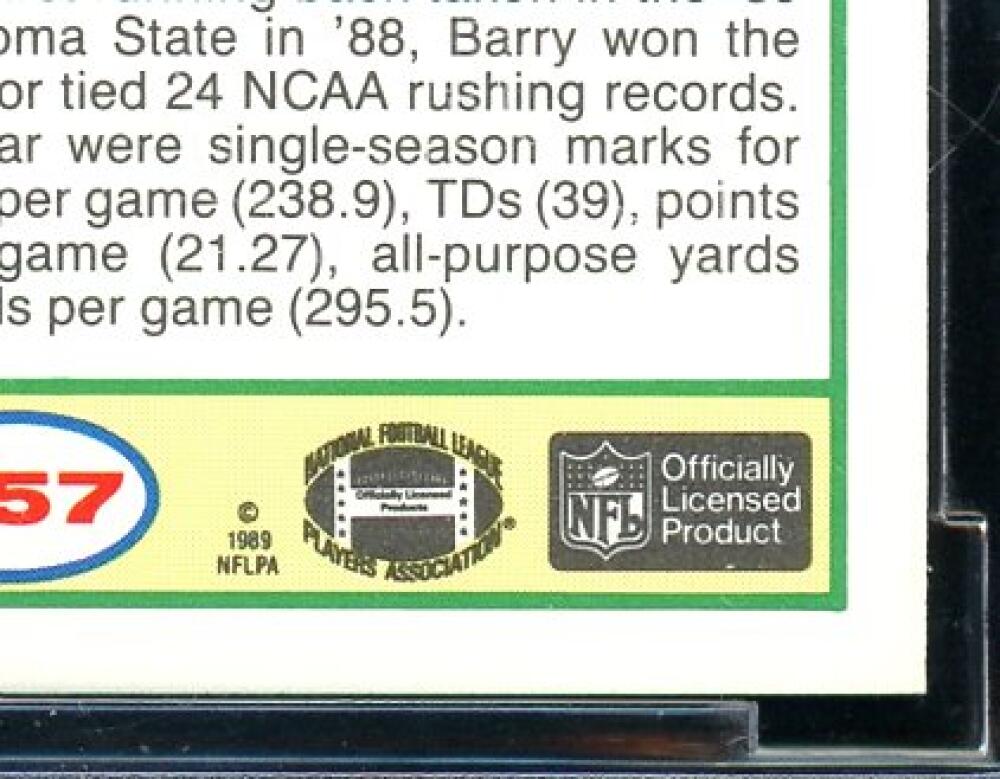 oma State in '88, Barry won the
or tied 24 NCAA rushing records.
ar were single-season marks for
per game (238.9), TDs (39), points
game (21.27), all-purpose yards
ls per game (295.5).
57
©
1989
NFLPA
NATIONAL FOOTBALL LEAGUE
Officially Licensed
Products
PLAYERS ASSOCIATION®
NFL
Officially
Licensed
Product